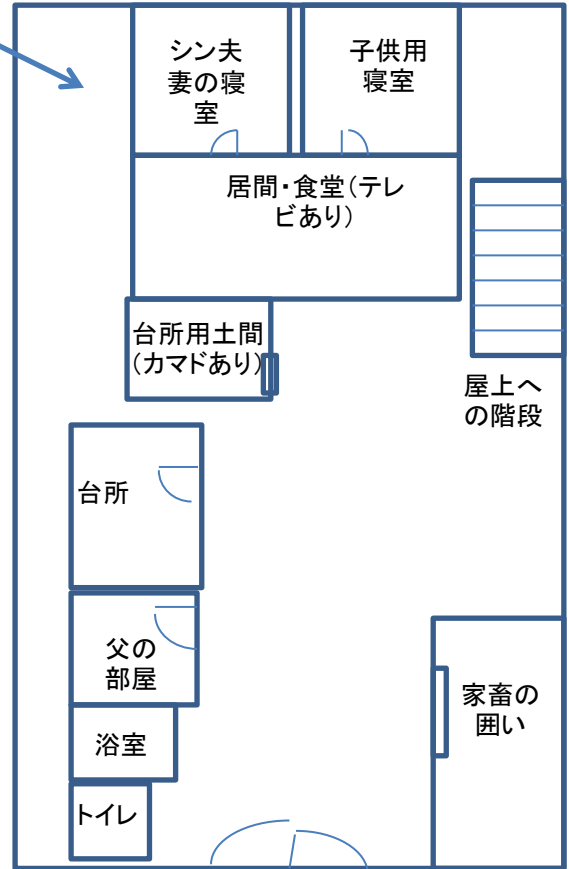 シン夫
妻の寝
室
子供用
寝室
居間・食堂(テレ
ビあり)
台所用土間
(カマドあり)
屋上へ
の階段
台所
父の
部屋
家畜の
囲い
浴室
トイレ